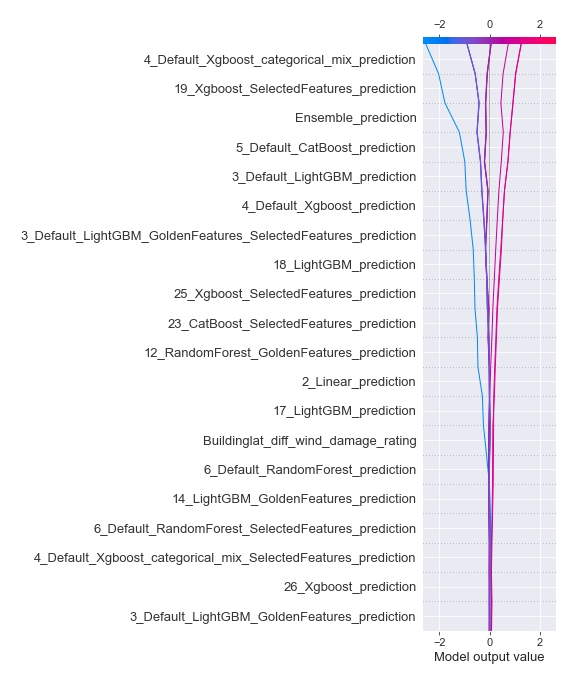 −2 0 2
4_Default_Xgboost_categorical_mix_prediction
19_Xgboost_SelectedFeatures_prediction
Ensemble_prediction
5_Default_CatBoost_prediction
3_Default_LightGBM_prediction
4_Default_Xgboost_prediction
3_Default_LightGBM_GoldenFeatures_SelectedFeatures_prediction
18_LightGBM_prediction
25_Xgboost_SelectedFeatures_prediction
23_CatBoost_SelectedFeatures_prediction
12_RandomForest_GoldenFeatures_prediction
2_Linear_prediction
17_LightGBM_prediction
Buildinglat_diff_wind_damage_rating
6_Default_RandomForest_prediction
14_LightGBM_GoldenFeatures_prediction
6_Default_RandomForest_SelectedFeatures_prediction
4_Default_Xgboost_categorical_mix_SelectedFeatures_prediction
26_Xgboost_prediction
3_Default_LightGBM_GoldenFeatures_prediction
−2 0 2
Model output value